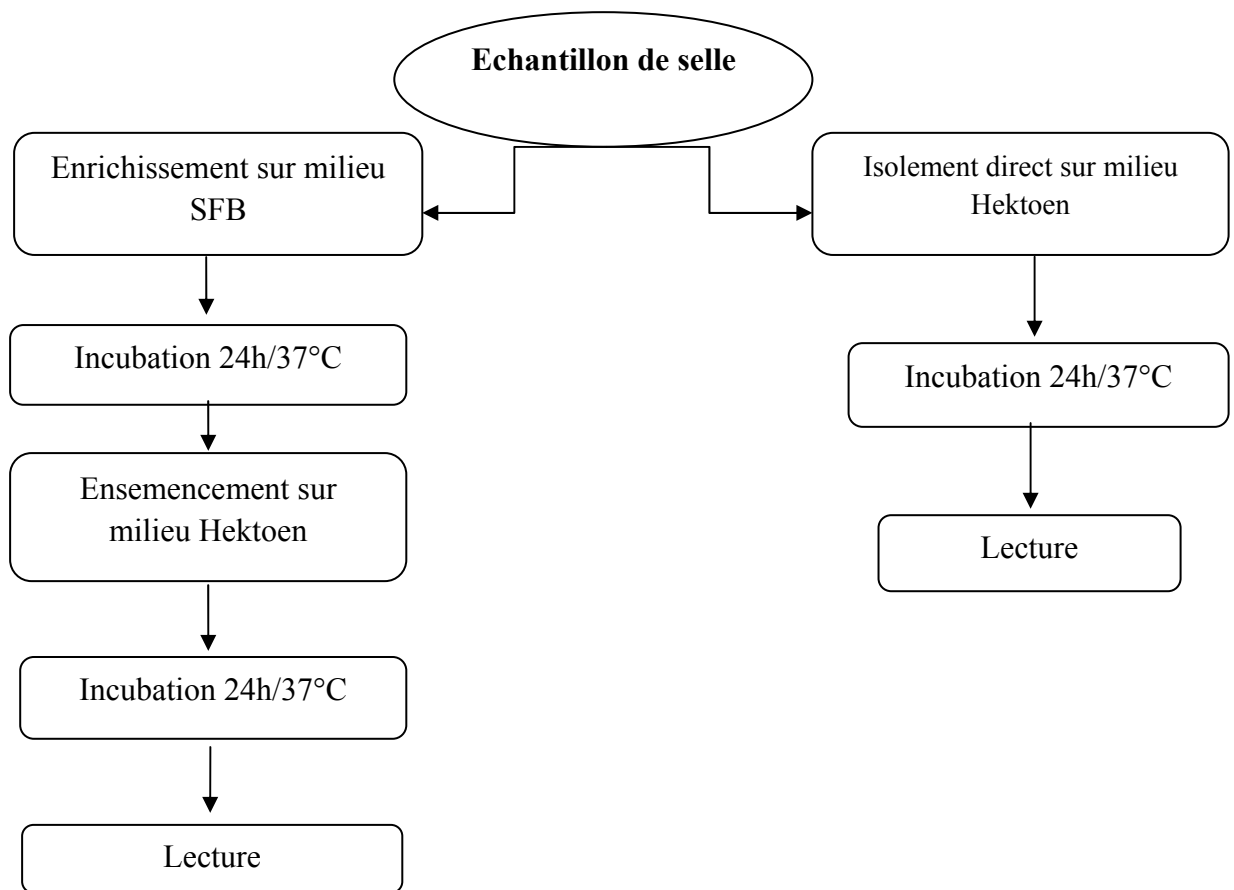 Echantillon de selle
Enrichissement sur milieu
SFB
Incubation 24h/37°C
Ensemencement sur
milieu Hektoen
Incubation 24h/37°C
Lecture
Isolement direct sur milieu
Hektoen
Incubation 24h/37°C
Lecture